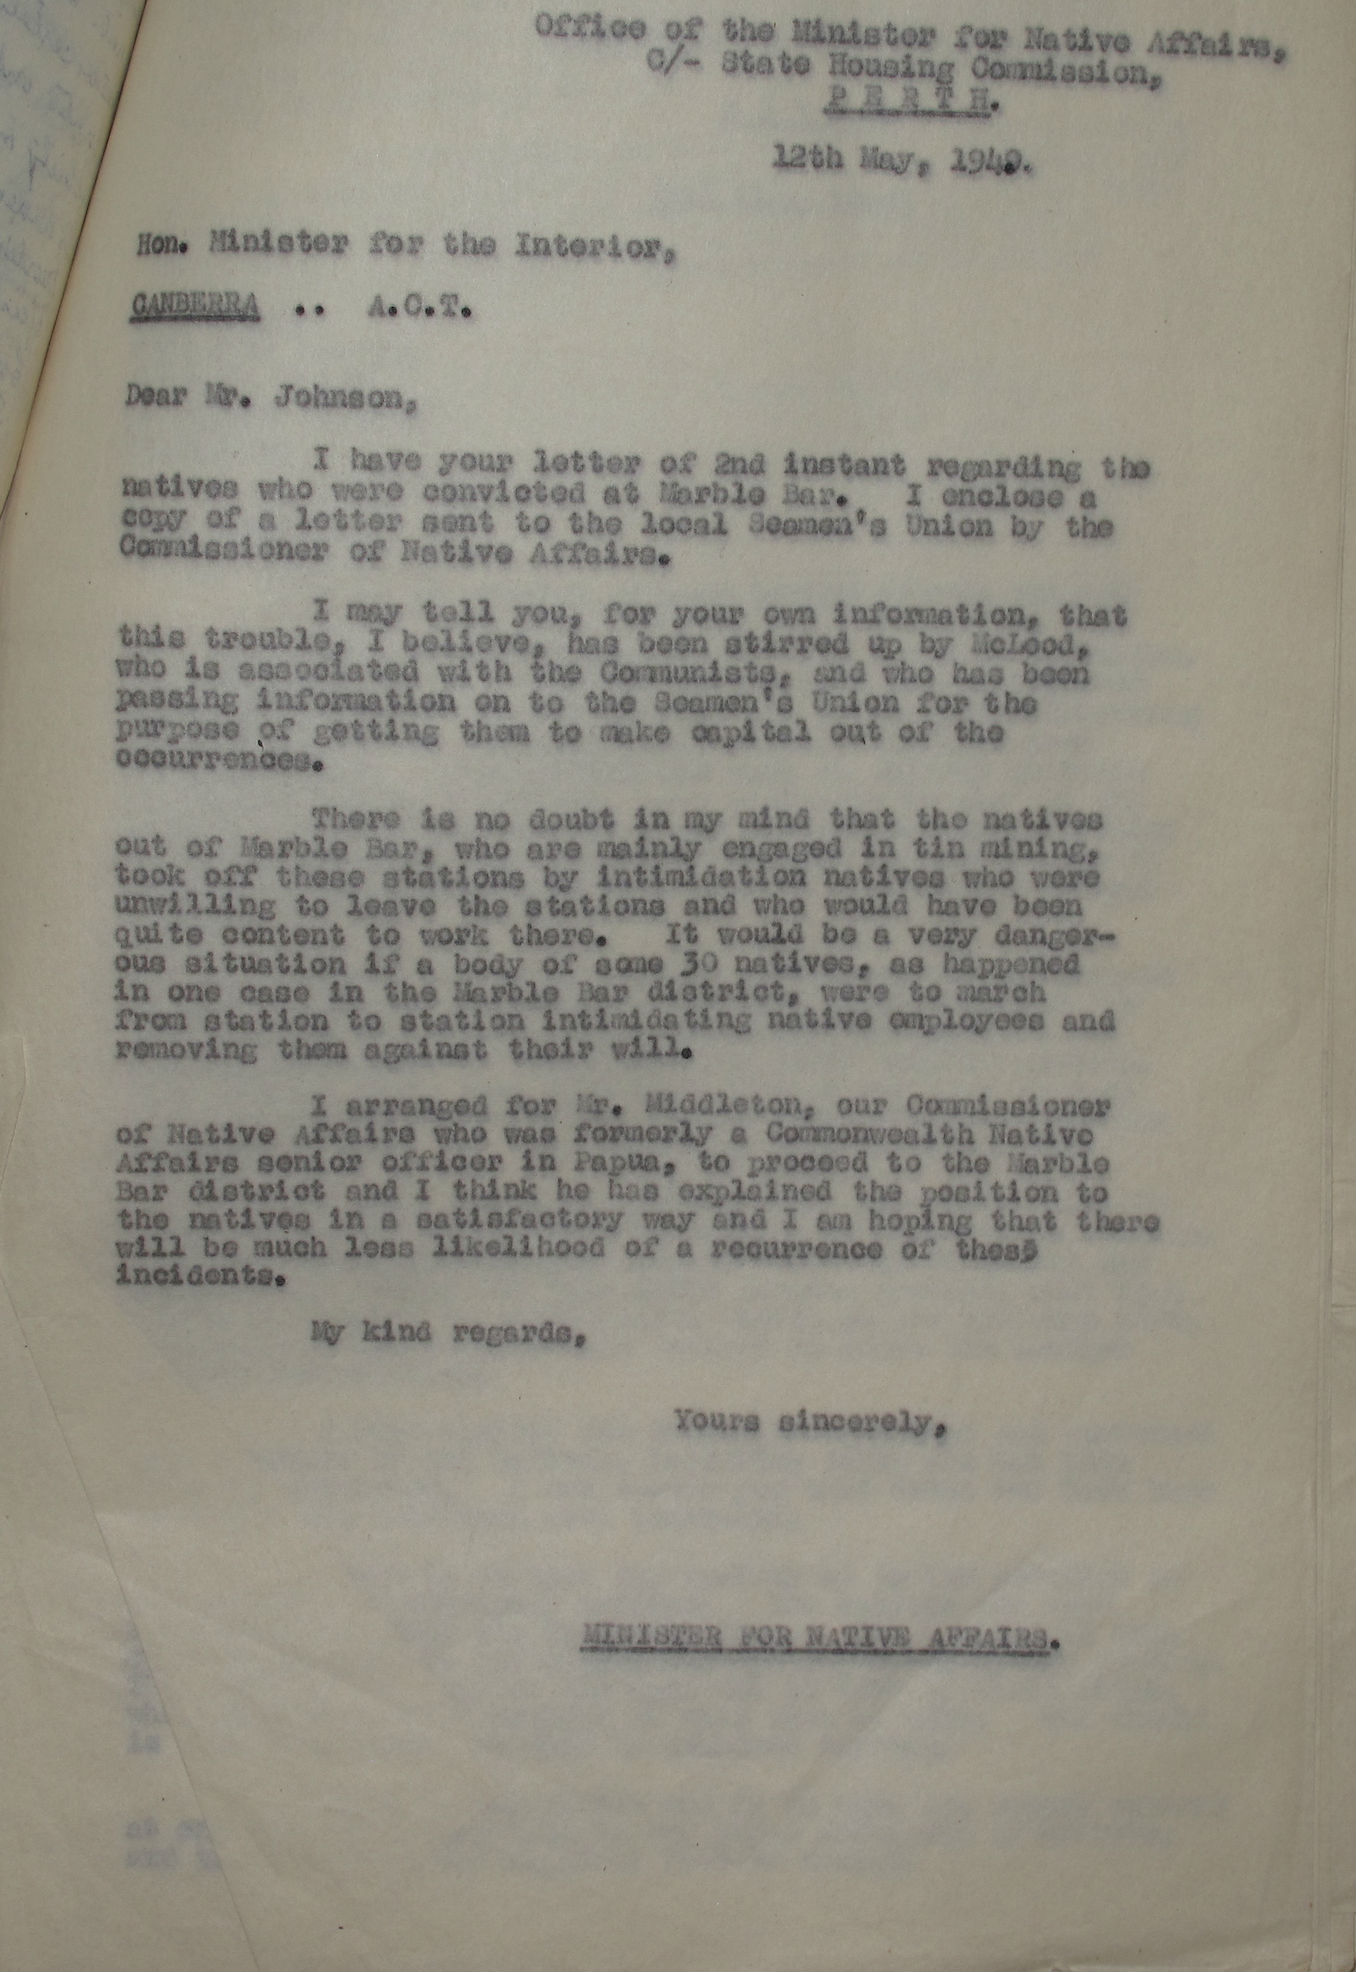 Office of the Minister for Native Affairs,
C/- State Housing Commission,
P E R T H.
12th May, 1949.
Hon. Minister for the Interior,
CANBERRA .. A.C.T.
Dear Mr. Johnson,
I have your letter of 2nd instant regarding the
natives who were convicted at Marble Bar. I enclose a
copy of a letter sent to the local Seamen's Union by the
Commissioner of Native Affairs.
I may tell you, for your own information, that
this trouble, I believe, has been stirred up by McLeod,
who is associated with the Communists, and who has been
passing information on to the Seamen's Union for the
purpose of getting them to make capital out of the
occurrences.
There is no doubt in my mind that the natives
out of Marble Bar, who are mainly engaged in tin mining,
took off these stations by intimidation natives who were
unwilling to leave the stations and who would have been
quite content to work there. It would be a very danger-
ous situation if a body of some 30 natives, as happened
in one case in the Marble Bar district, were to march
from station to station intimidating native employees and
removing them against their will.
I arranged for Mr. Middleton, our Commissioner
of Native Affairs who was formerly a Commonwealth Native
Affairs senior officer in Papua, to proceed to the Marble
Bar district and I think he has explained the position to
the natives in a satisfactory way and I am hoping that there
will be much less likelihood of a recurrence of these
incidents.
My kind regards,
Yours sincerely,
MINISTER FOR NATIVE AFFAIRS.